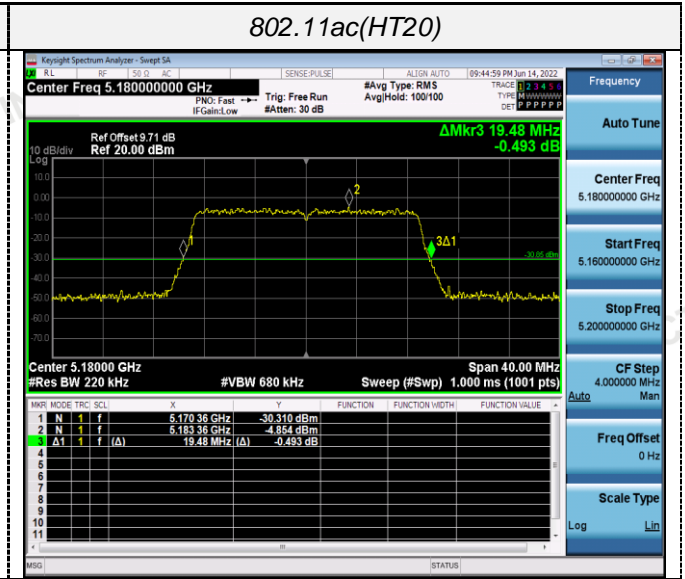 802.11ac(HT20)
Keysight Spectrum Analyzer - Swept SA
RL RF 50 Ω AC SENSE:PULSE ALIGN AUTO 09:44:59 PM Jun 14, 2022
Center Freq 5.180000000 GHz
#Avg Type: RMS
TRACE 1 2 3 4 5 6
PNO: Fast
Trig: Free Run
Avg|Hold: 100/100
TYPE M WWWWW
IFGain:Low
#Atten: 30 dB
DET P P P P P P
Frequency
Auto Tune
ΔMkr3 19.48 MHz
-0.493 dB
Ref Offset 9.71 dB
10 dB/div Ref 20.00 dBm
Log
10.0
0.00
-10.0
-20.0
-30.0
-40.0
-50.0
-60.0
-70.0
2
1
3Δ1
-30.05 dBm
Center Freq
5.180000000 GHz
Start Freq
5.160000000 GHz
Stop Freq
5.200000000 GHz
Center 5.18000 GHz Span 40.00 MHz
#Res BW 220 kHz #VBW 680 kHz Sweep (#Swp) 1.000 ms (1001 pts)
CF Step
4.000000 MHz
Auto Man
MKR MODE TRC SCL X Y FUNCTION FUNCTION WIDTH FUNCTION VALUE
1 N 1 f 5.170 36 GHz -30.310 dBm
2 N 1 f 5.183 36 GHz -4.854 dBm
3 Δ1 1 f (Δ) 19.48 MHz (Δ) -0.493 dB
4
5
6
7
8
9
10
11
Freq Offset
0 Hz
Scale Type
Log Lin
MSG STATUS